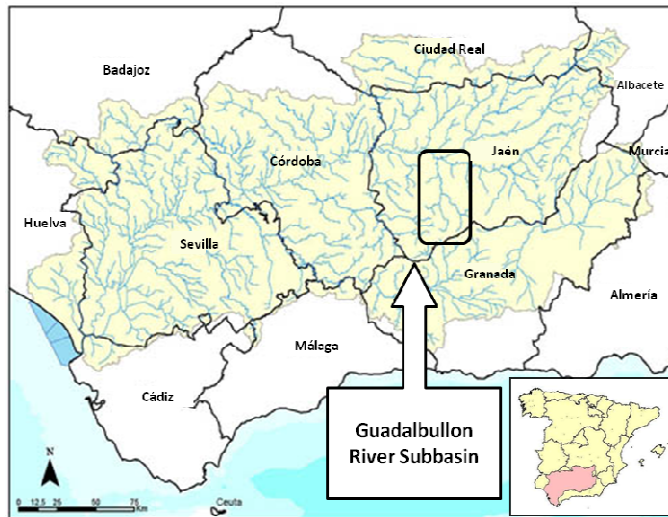 Ciudad Real
Badajoz
Albacete
Córdoba
Jaén
Murcia
Huelva
Sevilla
Granada
Almería
Málaga
Cádiz
Guadalbullon
River Subbasin
N
0 12.5 25 50 75
km
Ceuta